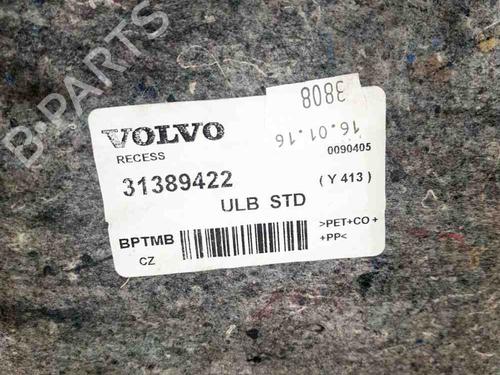 B-PARTS
3808
16.01.16
VOLVO
RECESS
0090405
31389422
( Y 413 )
ULB STD
BPTMB
>PET+CO+
+PP<
CZ